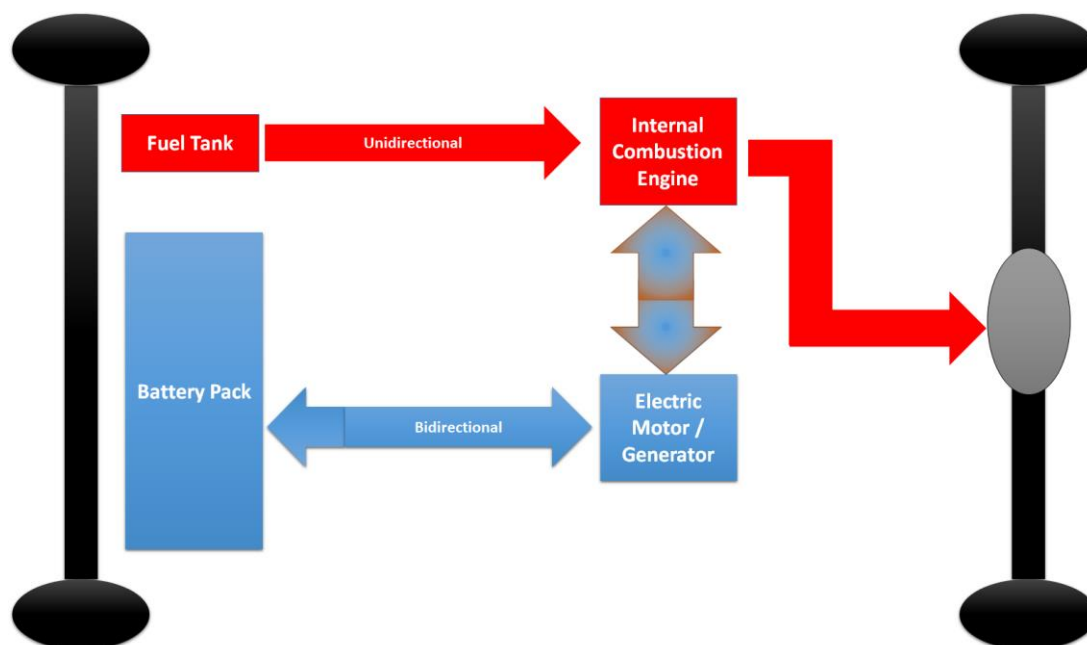 Fuel Tank
Unidirectional
Internal
Combustion
Engine
Battery Pack
Bidirectional
Electric
Motor /
Generator